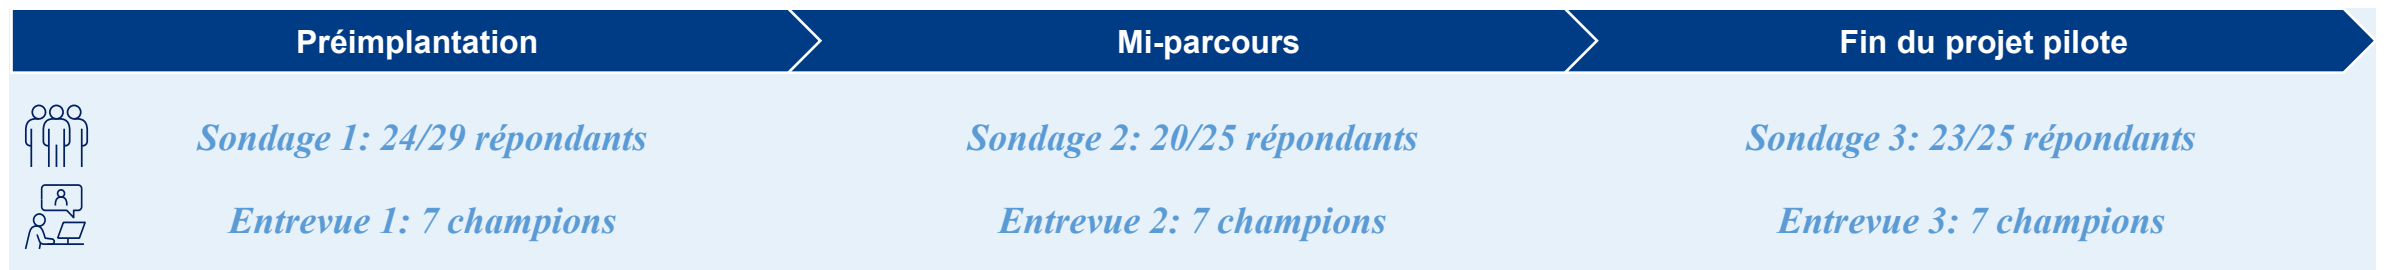 Préimplantation
Mi-parcours
Fin du projet pilote
Sondage 1: 24/29 répondants
Sondage 2: 20/25 répondants
Sondage 3: 23/25 répondants
Entrevue 1: 7 champions
Entrevue 2: 7 champions
Entrevue 3: 7 champions